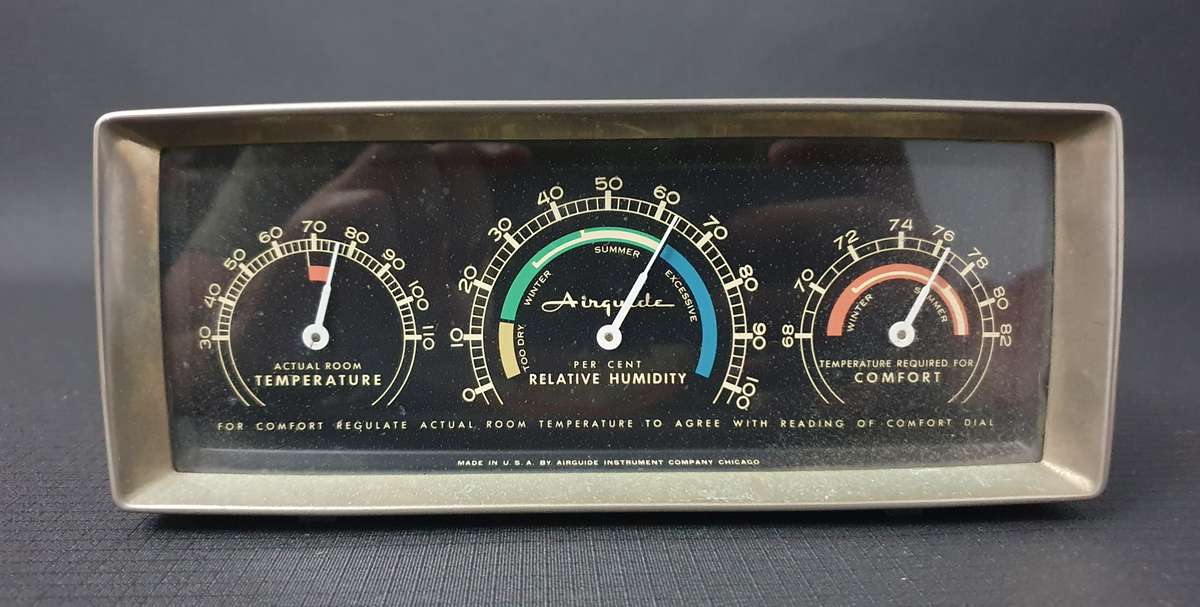 30 40 50 60 70 80 90 100 110
ACTUAL ROOM
TEMPERATURE
0 10 20 30 40 50 60 70 80 90 100
TOO DRY
WINTER
SUMMER
EXCESSIVE
Airguide
PER CENT
RELATIVE HUMIDITY
68 70 72 74 76 78 80 82
WINTER
SUMMER
TEMPERATURE REQUIRED FOR
COMFORT
FOR COMFORT REGULATE ACTUAL ROOM TEMPERATURE TO AGREE WITH READING OF COMFORT DIAL
MADE IN U.S.A. BY AIRGUIDE INSTRUMENT COMPANY CHICAGO